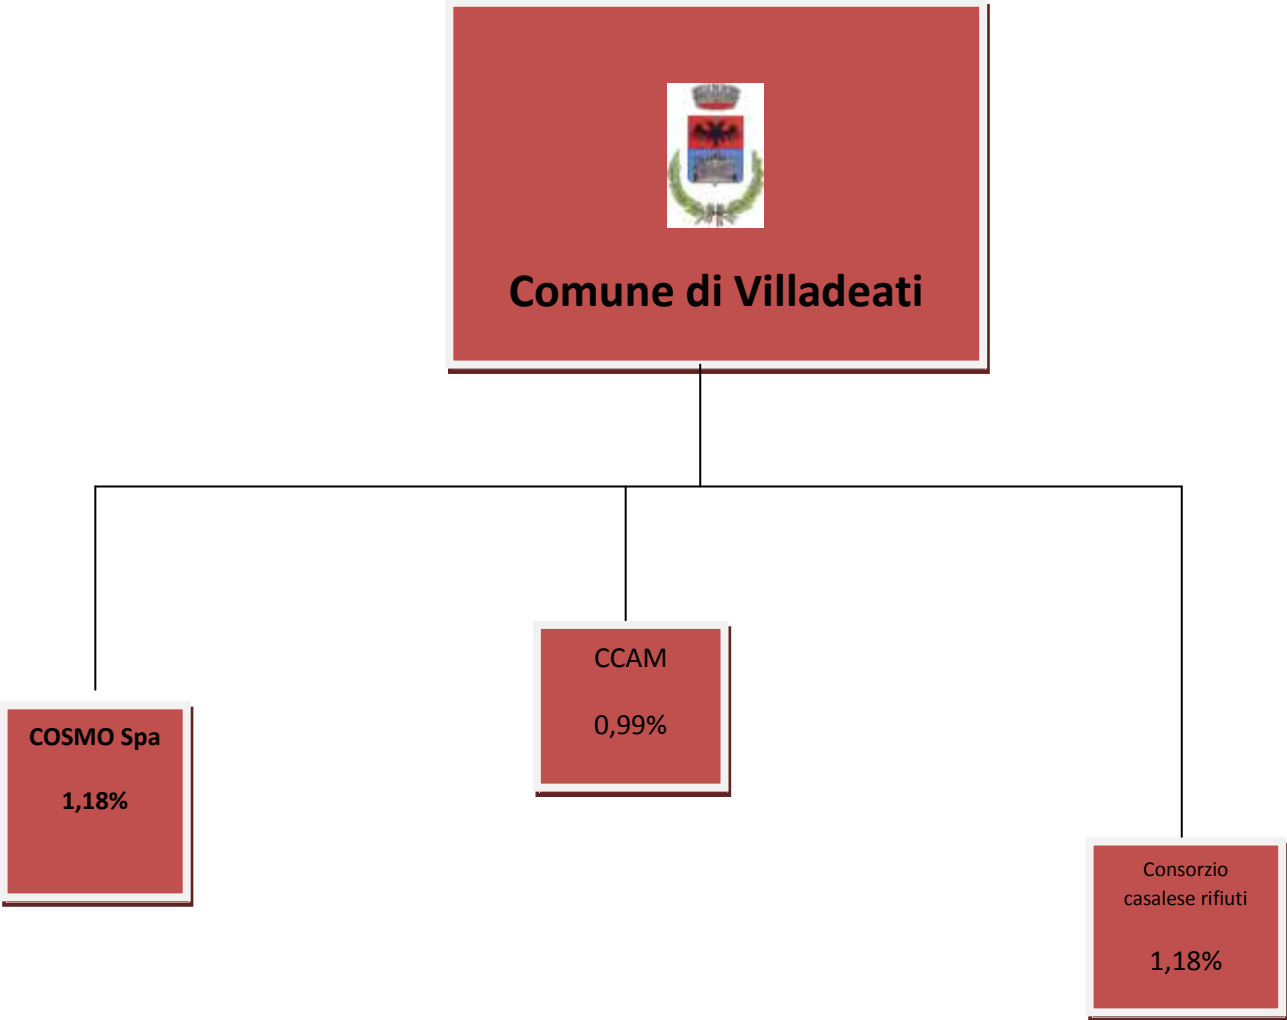 Comune di Villadeati
CCAM
0,99%
COSMO Spa
1,18%
Consorzio
casalese rifiuti
1,18%